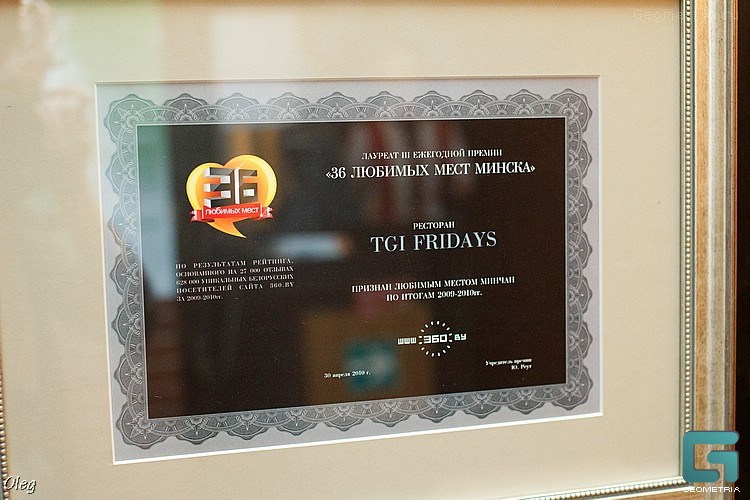 ЛАУРЕАТ III ЕЖЕГОДНОЙ ПРЕМИИ
«36 ЛЮБИМЫХ МЕСТ МИНСКА»
36
ЛЮБИМЫХ МЕСТ
РЕСТОРАН
TGI FRIDAYS
ПО РЕЗУЛЬТАТАМ РЕЙТИНГА,
ОСНОВАННОГО НА 27 000 ОТЗЫВАХ
628 000 УНИКАЛЬНЫХ БЕЛОРУССКИХ
ПОСЕТИТЕЛЕЙ САЙТА 360.BY
ЗА 2009-2010гг.
ПРИЗНАН ЛЮБИМЫМ МЕСТОМ МИНЧАН
ПО ИТОГАМ 2009-2010гг.
WWW.360.BY
30 апреля 2010 г.
Учредитель премии
Ю. Реут
Oleg
GEOMETRIA